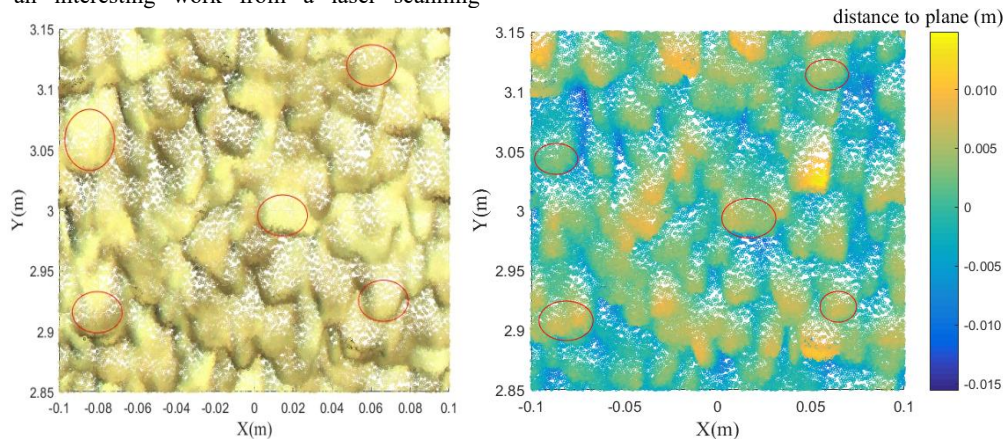 an interesting work from a laser scanning
distance to plane (m)
3.15
3.1
3.05
3
2.95
2.9
2.85
Y(m)
-0.1 -0.08 -0.06 -0.04 -0.02 0 0.02 0.04 0.06 0.08 0.1
X(m)
3.15
3.1
3.05
3
2.95
2.9
2.85
Y(m)
-0.1 -0.05 0 0.05 0.1
X(m)
0.010
0.005
0
-0.005
-0.010
-0.015